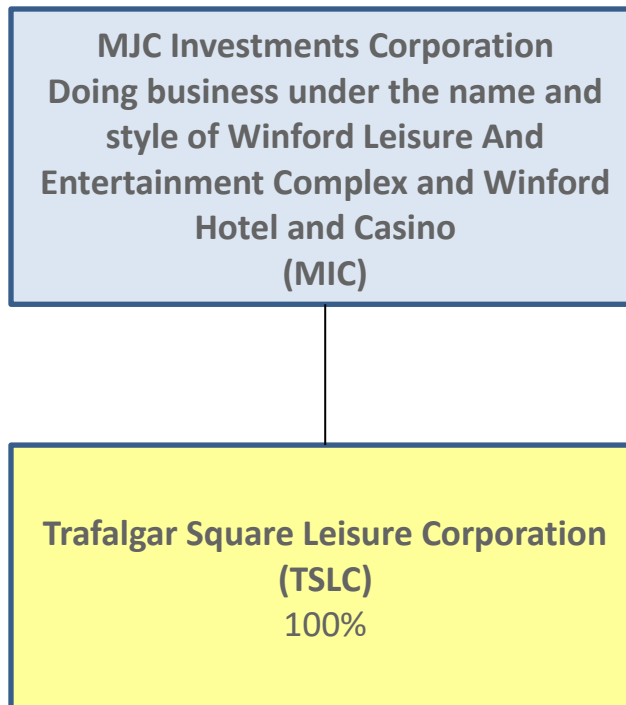 MJC Investments Corporation
Doing business under the name and
style of Winford Leisure And
Entertainment Complex and Winford
Hotel and Casino
(MIC)
Trafalgar Square Leisure Corporation
(TSLC)
100%